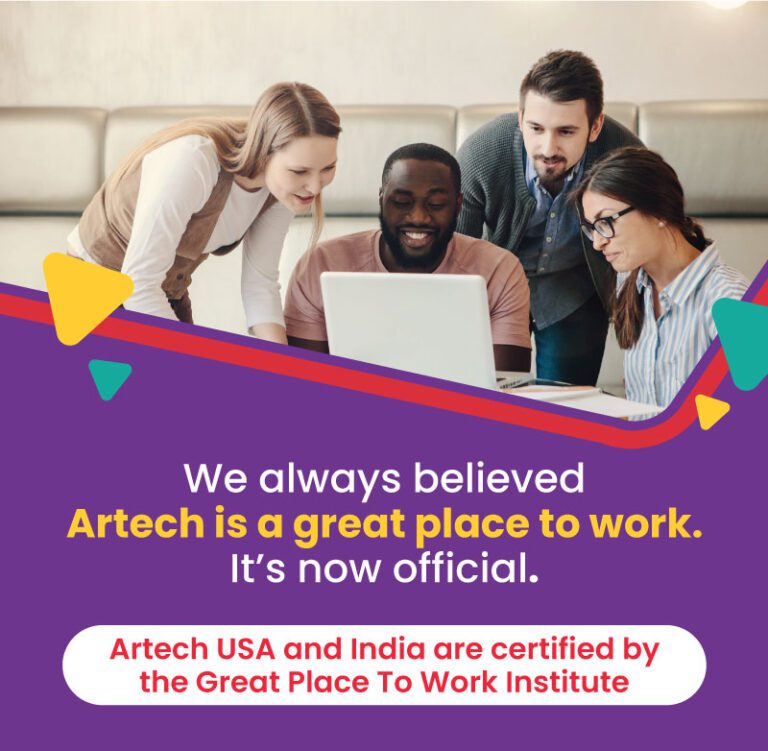 We always believed
Artech is a great place to work.
It’s now official.
Artech USA and India are certified by
the Great Place To Work Institute